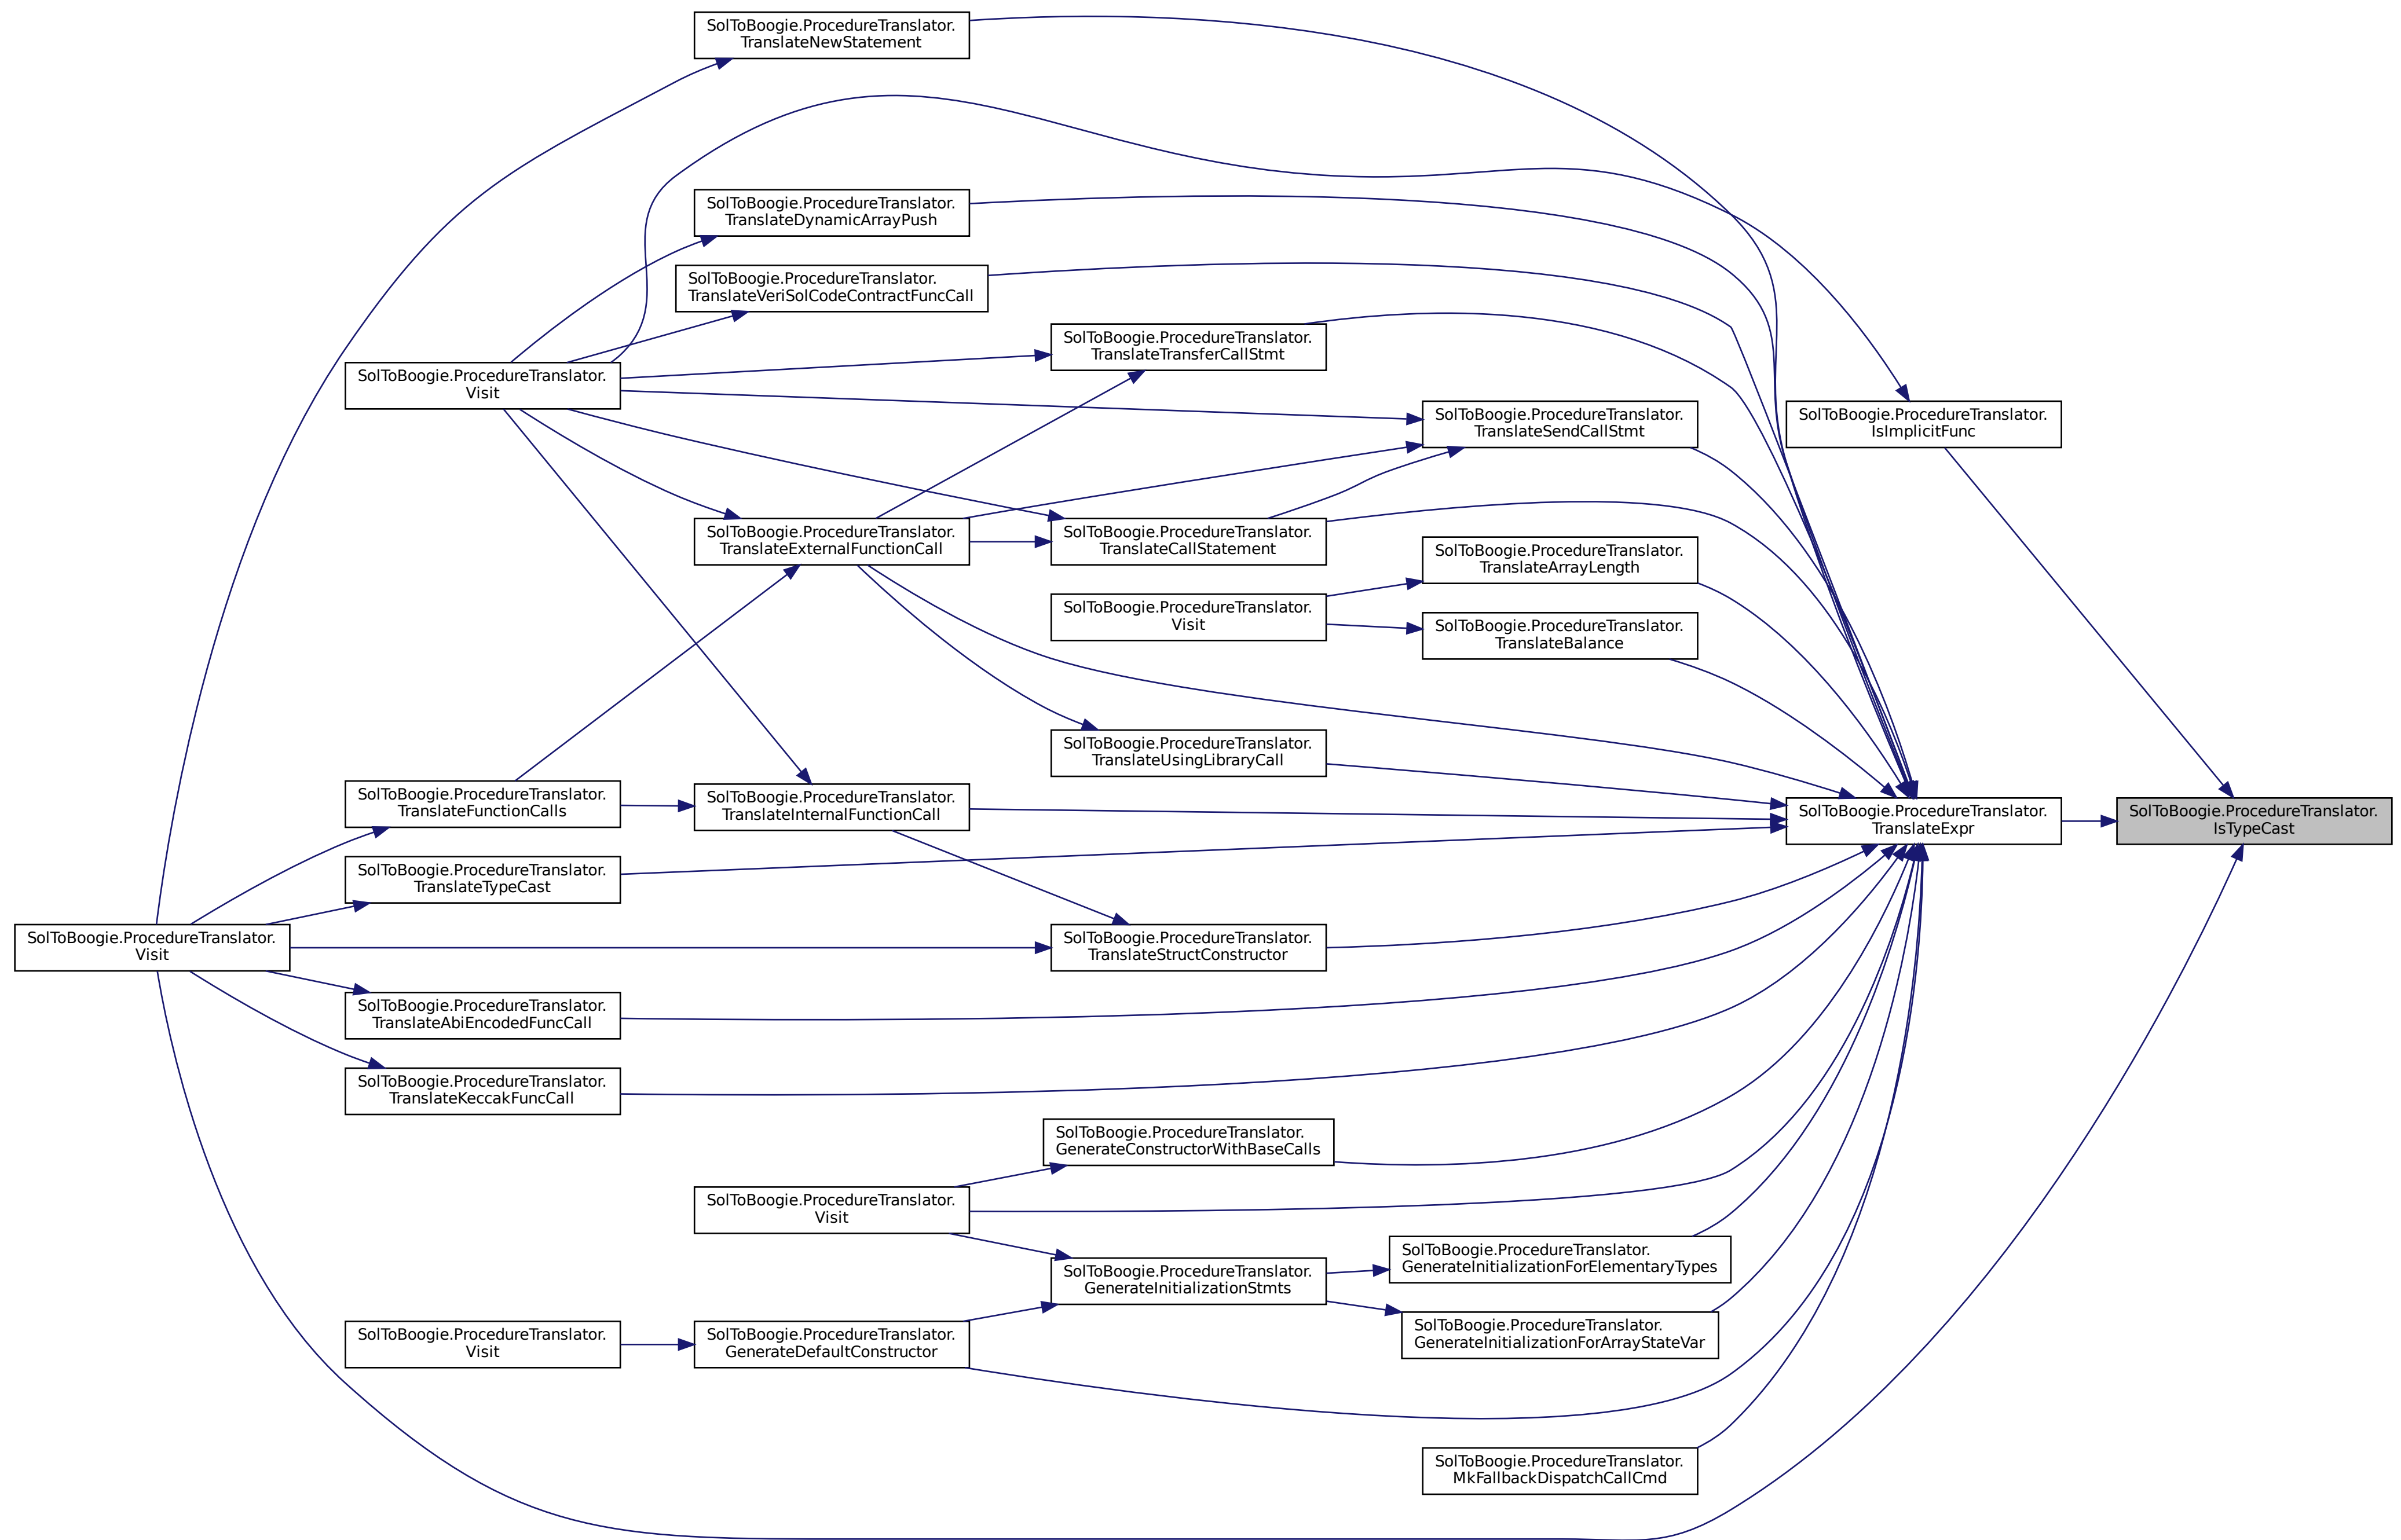 SolToBoogie.ProcedureTranslator.
TranslateNewStatement
SolToBoogie.ProcedureTranslator.
TranslateDynamicArrayPush
SolToBoogie.ProcedureTranslator.
TranslateVeriSolCodeContractFuncCall
SolToBoogie.ProcedureTranslator.
TranslateTransferCallStmt
SolToBoogie.ProcedureTranslator.
Visit
SolToBoogie.ProcedureTranslator.
TranslateSendCallStmt
SolToBoogie.ProcedureTranslator.
IsImplicitFunc
SolToBoogie.ProcedureTranslator.
TranslateExternalFunctionCall
SolToBoogie.ProcedureTranslator.
TranslateCallStatement
SolToBoogie.ProcedureTranslator.
TranslateArrayLength
SolToBoogie.ProcedureTranslator.
Visit
SolToBoogie.ProcedureTranslator.
TranslateBalance
SolToBoogie.ProcedureTranslator.
TranslateUsingLibraryCall
SolToBoogie.ProcedureTranslator.
TranslateFunctionCalls
SolToBoogie.ProcedureTranslator.
TranslateInternalFunctionCall
SolToBoogie.ProcedureTranslator.
TranslateExpr
SolToBoogie.ProcedureTranslator.
IsTypeCast
SolToBoogie.ProcedureTranslator.
TranslateTypeCast
SolToBoogie.ProcedureTranslator.
Visit
SolToBoogie.ProcedureTranslator.
TranslateStructConstructor
SolToBoogie.ProcedureTranslator.
TranslateAbiEncodedFuncCall
SolToBoogie.ProcedureTranslator.
TranslateKeccakFuncCall
SolToBoogie.ProcedureTranslator.
GenerateConstructorWithBaseCalls
SolToBoogie.ProcedureTranslator.
Visit
SolToBoogie.ProcedureTranslator.
GenerateInitializationForElementaryTypes
SolToBoogie.ProcedureTranslator.
GenerateInitializationStmts
SolToBoogie.ProcedureTranslator.
GenerateInitializationForArrayStateVar
SolToBoogie.ProcedureTranslator.
Visit
SolToBoogie.ProcedureTranslator.
GenerateDefaultConstructor
SolToBoogie.ProcedureTranslator.
MkFallbackDispatchCallCmd